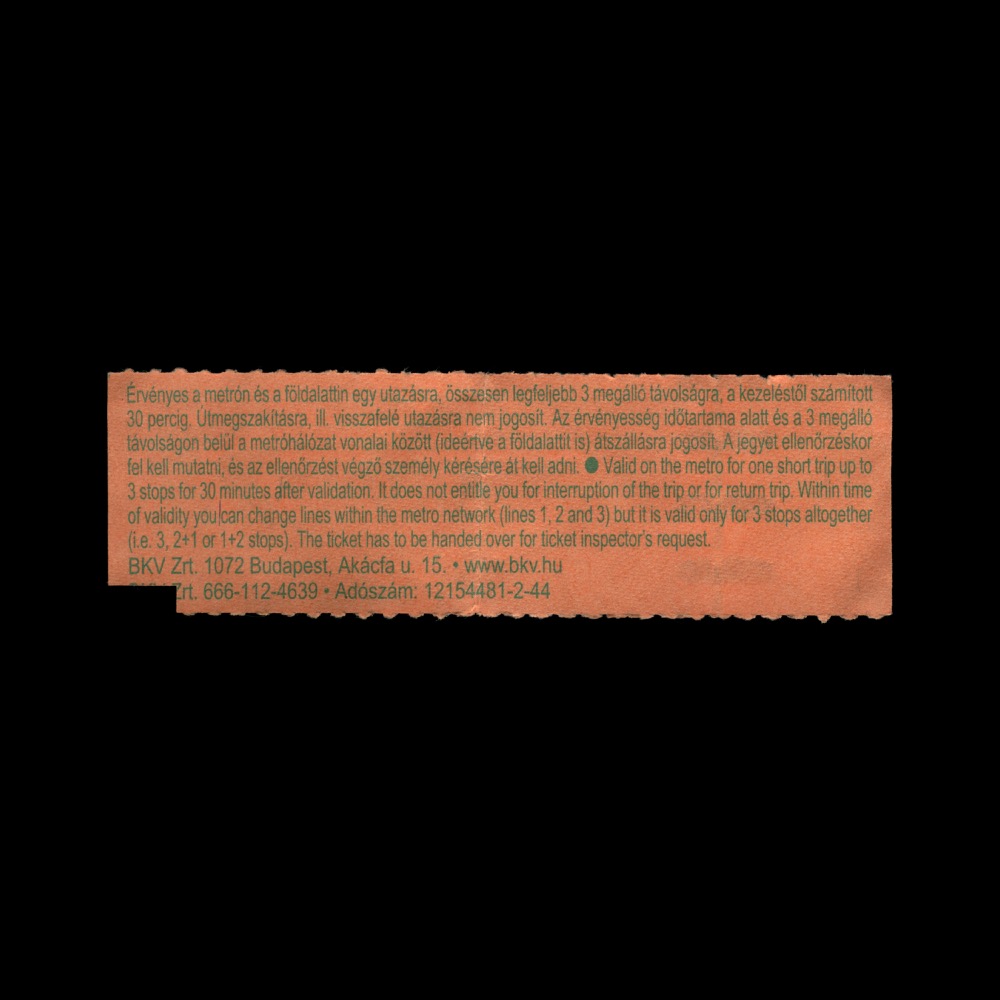 Érvényes a metrón és a földalattin egy utazásra, összesen legfeljebb 3 megálló távolságra, a kezeléstől számított
30 percig. Útmegszakításra, ill. visszafelé utazásra nem jogosít. Az érvényesség időtartama alatt és a 3 megálló
távolságon belül a metróhálózat vonalai között (ideértve a földalattit is) átszállásra jogosít. A jegyet ellenőrzéskor
fel kell mutatni, és az ellenőrzést végző személy kérésére át kell adni. ● Valid on the metro for one short trip up to
3 stops for 30 minutes after validation. It does not entitle you for interruption of the trip or for return trip. Within time
of validity you can change lines within the metro network (lines 1, 2 and 3) but it is valid only for 3 stops altogether
(i.e. 3, 2+1 or 1+2 stops). The ticket has to be handed over for ticket inspector's request.
BKV Zrt. 1072 Budapest, Akácfa u. 15. • www.bkv.hu
Zrt. 666-112-4639 • Adószám: 12154481-2-44